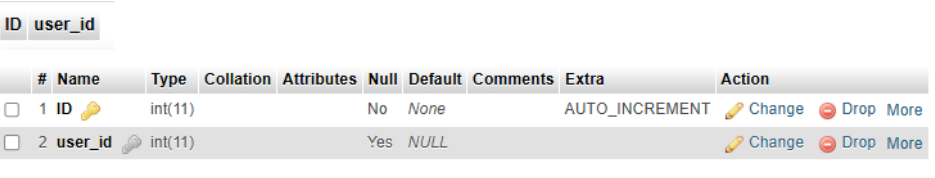 ID user_id
# Name Type Collation Attributes Null Default Comments Extra Action
1 ID int(11) No None AUTO_INCREMENT Change Drop More
2 user_id int(11) Yes NULL Change Drop More